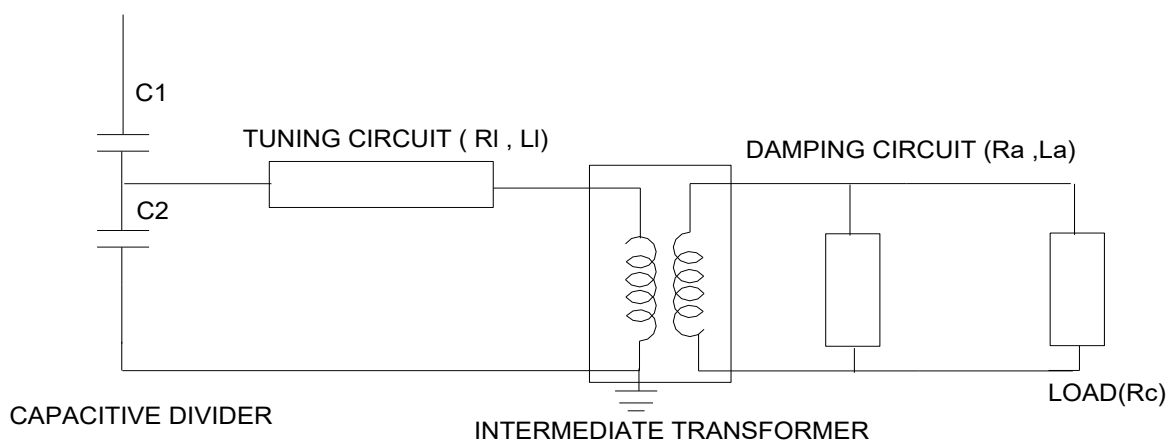 C1
TUNING CIRCUIT ( Rl , Ll)
DAMPING CIRCUIT (Ra ,La)
C2
LOAD(Rc)
CAPACITIVE DIVIDER
INTERMEDIATE TRANSFORMER